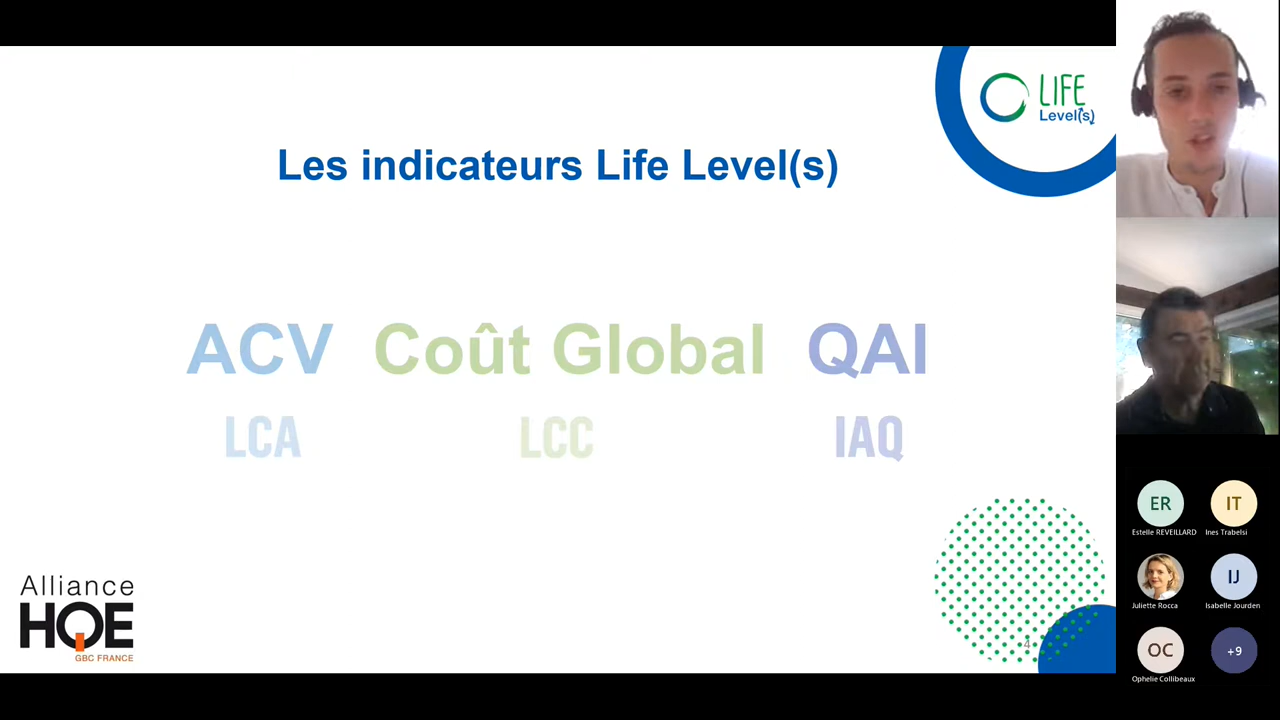 LIFE
Level(s)
Les indicateurs Life Level(s)
ACV Coût Global QAI
LCA LCC IAQ
Alliance
HQE
GBC FRANCE
4
ER IT
Estelle REVEILLARD Ines Trabelsi
IJ
Juliette Rocca Isabelle Jourden
OC +9
Ophelie Collibeaux